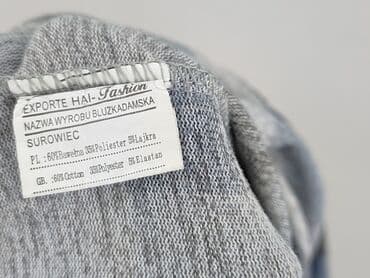 EXPORTE HAI-Fashion
NAZWA WYROBU BLUZKADAMSKA
SUROWIEC
PL :60%Bawełna 35%Poliester 5%Lajkra
GB :60%Cotton 35%Polyester 5%Elastan